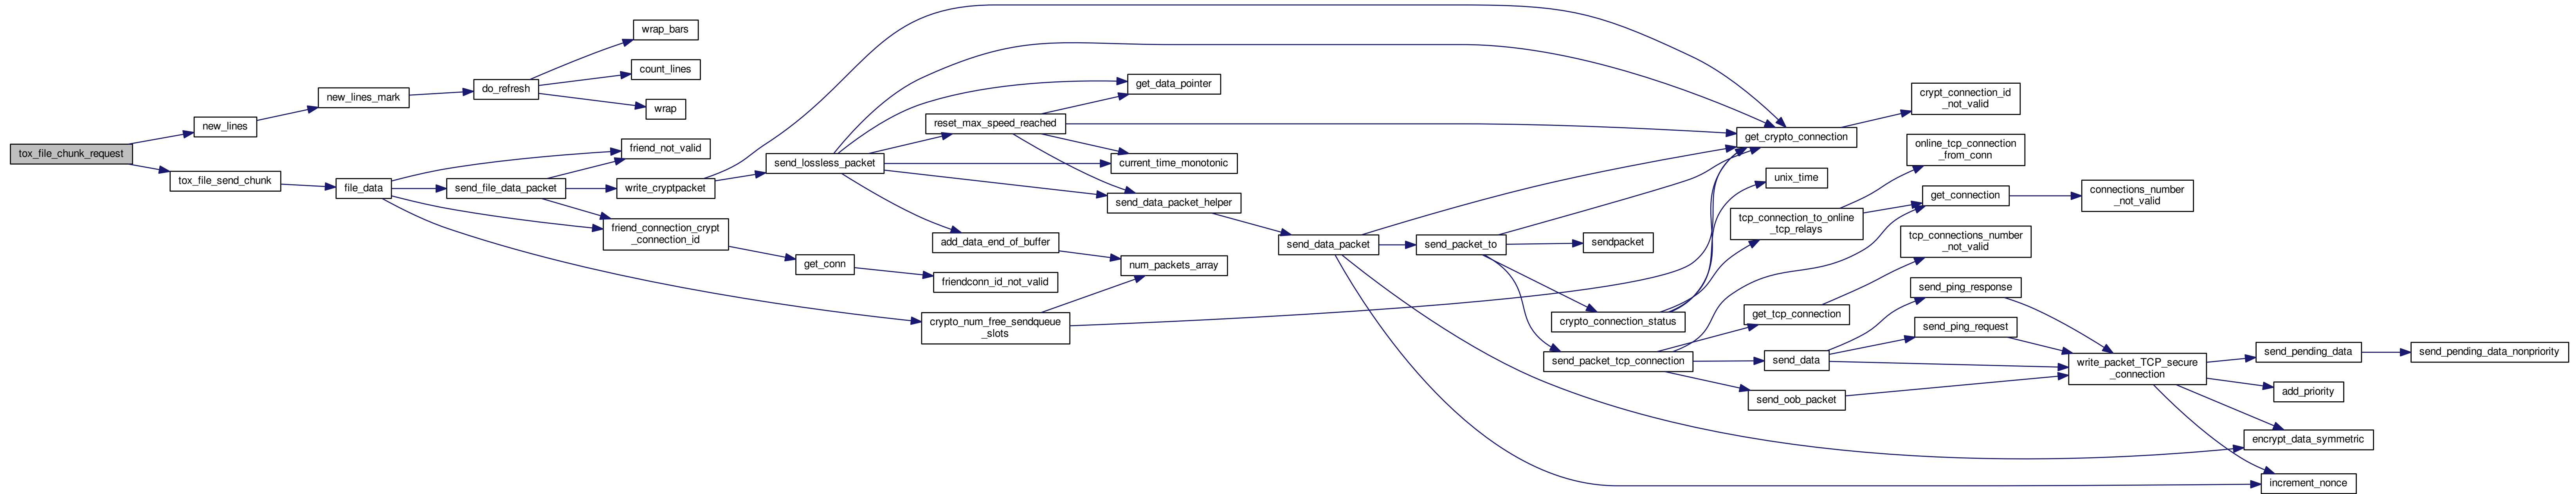 wrap_bars
count_lines
do_refresh
wrap
new_lines_mark
new_lines
tox_file_chunk_request
tox_file_send_chunk
file_data
friend_not_valid
send_file_data_packet
write_cryptpacket
friend_connection_crypt
_connection_id
get_conn
friendconn_id_not_valid
crypto_num_free_sendqueue
_slots
send_lossless_packet
reset_max_speed_reached
get_data_pointer
current_time_monotonic
send_data_packet_helper
add_data_end_of_buffer
num_packets_array
send_data_packet
send_packet_to
sendpacket
crypto_connection_status
send_packet_tcp_connection
get_crypto_connection
crypt_connection_id
_not_valid
unix_time
tcp_connection_to_online
_tcp_relays
online_tcp_connection
_from_conn
get_connection
connections_number
_not_valid
get_tcp_connection
tcp_connections_number
_not_valid
send_data
send_oob_packet
send_ping_response
send_ping_request
write_packet_TCP_secure
_connection
send_pending_data
send_pending_data_nonpriority
add_priority
encrypt_data_symmetric
increment_nonce